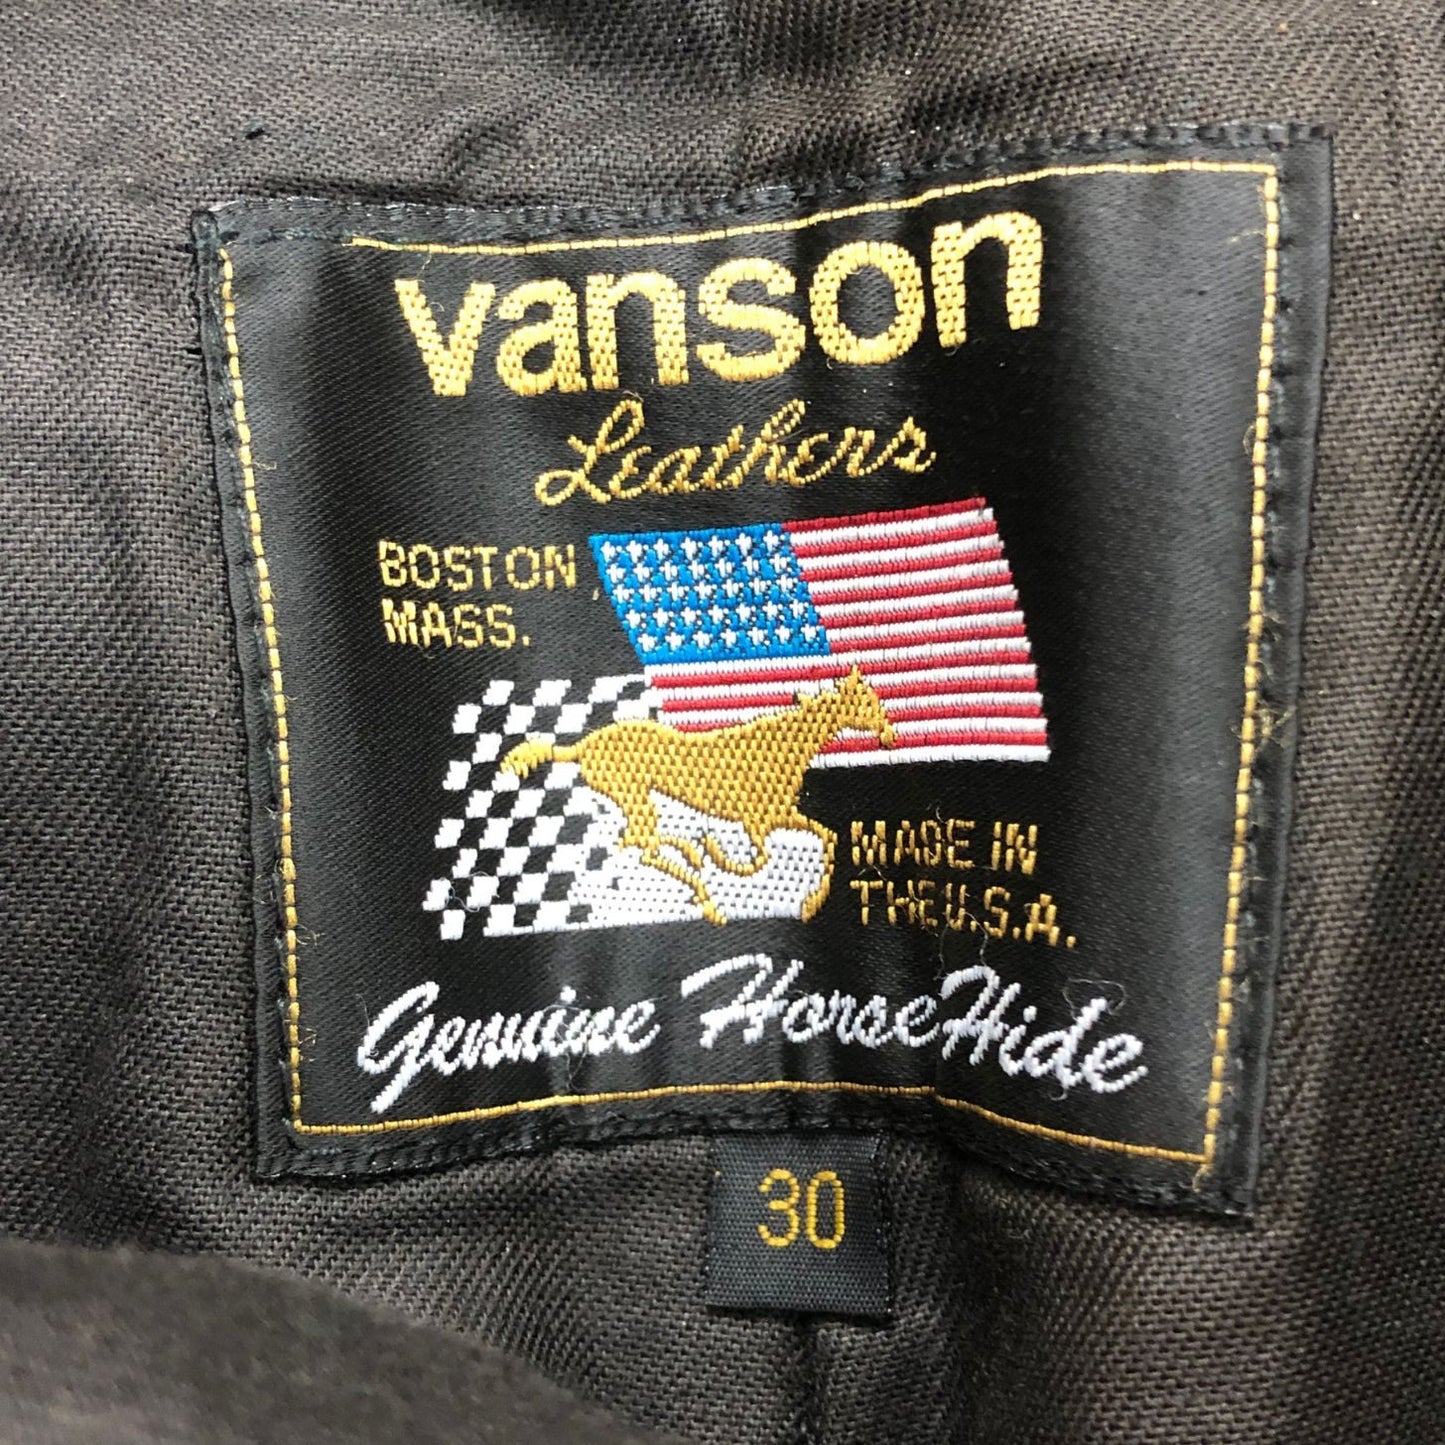 vanson
Leathers
BOSTON
MASS.
MADE IN
THE U.S.A.
Genuine HorseHide
30